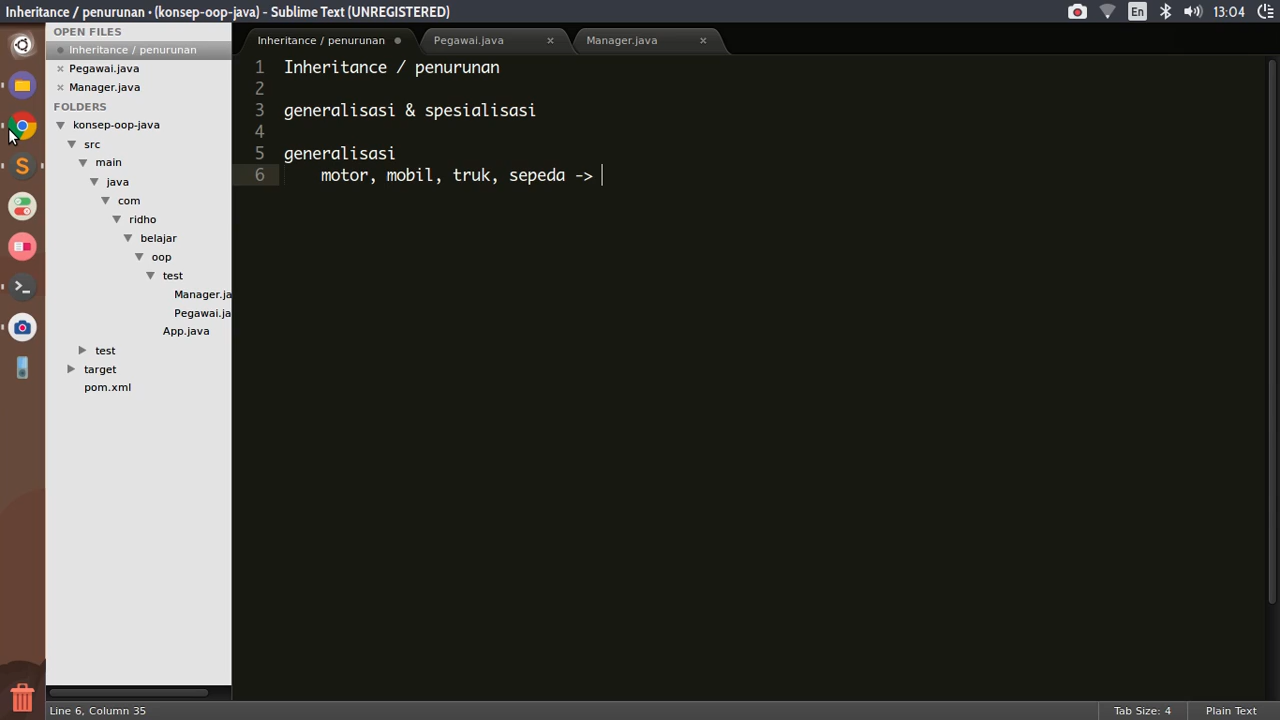 Inheritance / penurunan • (konsep-oop-java) - Sublime Text (UNREGISTERED)
En
13:04
OPEN FILES
Inheritance / penurunan
Pegawai.java
Manager.java
FOLDERS
konsep-oop-java
src
main
java
com
ridho
belajar
oop
test
Manager.ja
Pegawai.ja
App.java
test
target
pom.xml
Inheritance / penurunan
Pegawai.java
Manager.java
1 Inheritance / penurunan
2
3 generalisasi & spesialisasi
4
5 generalisasi
6 motor, mobil, truk, sepeda ->
Line 6, Column 35
Tab Size: 4
Plain Text